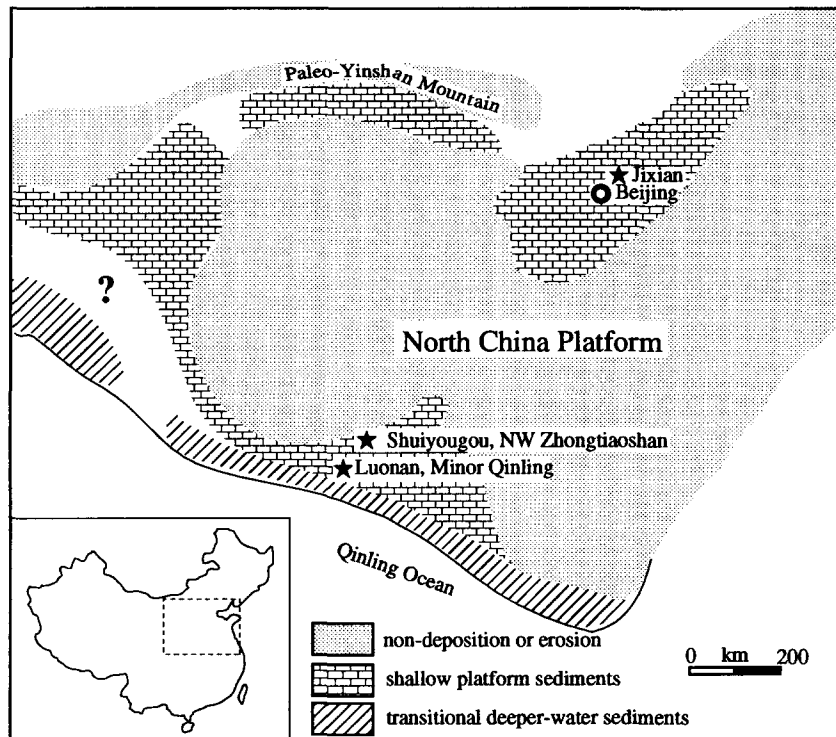 Paleo-Yinshan Mountain
Jixian
Beijing
?
North China Platform
Shuiyougou, NW Zhongtiaoshan
Luonan, Minor Qinling
Qinling Ocean
non-deposition or erosion
0 km 200
shallow platform sediments
transitional deeper-water sediments